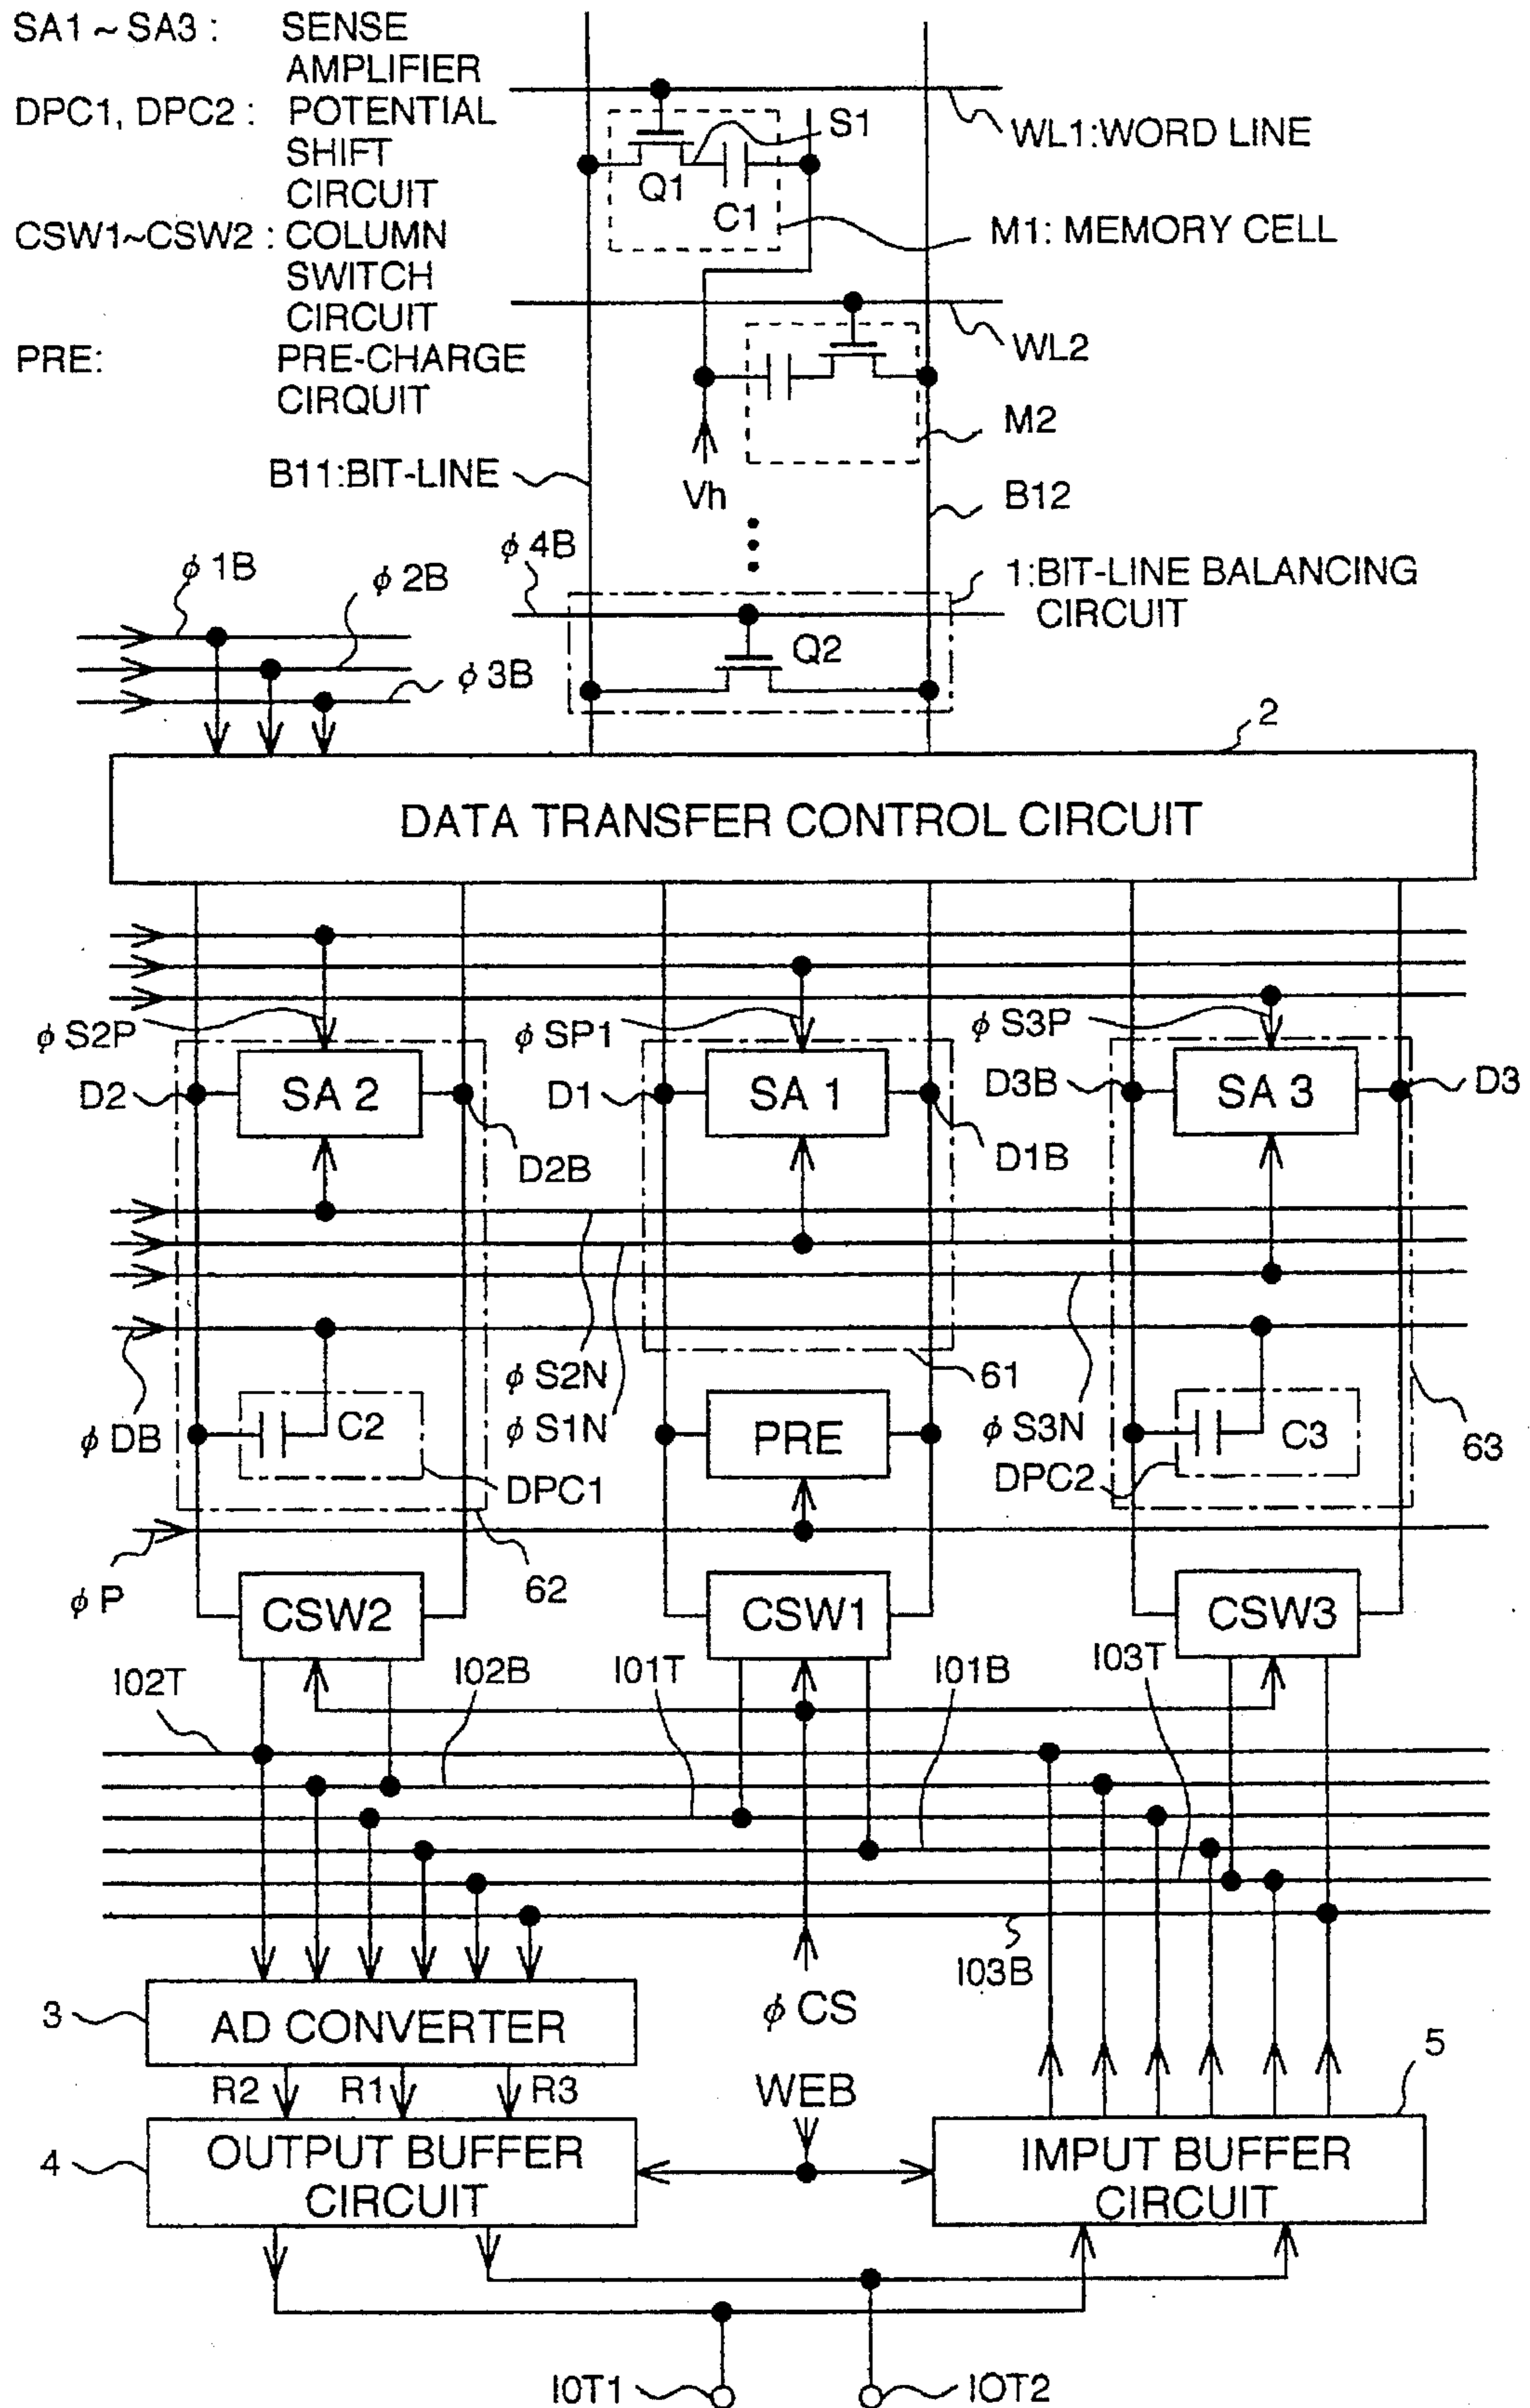 SA1 ~ SA3 : SENSE
AMPLIFIER
DPC1, DPC2 : POTENTIAL
SHIFT
CIRCUIT
CSW1~CSW2 : COLUMN
SWITCH
CIRCUIT
PRE: PRE-CHARGE
CIRQUIT
S1
WL1:WORD LINE
Q1
C1
M1: MEMORY CELL
WL2
M2
B11:BIT-LINE
Vh
B12
ϕ 4B
ϕ 1B
ϕ 2B
1:BIT-LINE BALANCING
CIRCUIT
Q2
ϕ 3B
2
DATA TRANSFER CONTROL CIRCUIT
ϕ S2P
ϕ SP1
ϕ S3P
D2
SA 2
D1
SA 1
D3B
SA 3
D3
D2B
D1B
ϕ S2N
61
ϕ DB
C2
ϕ S1N
PRE
ϕ S3N
C3
63
DPC1
DPC2
ϕ P
62
CSW2
CSW1
CSW3
I02T
I02B
I01T
I01B
I03T
I03B
3
AD CONVERTER
ϕ CS
R2
R1
R3
WEB
5
4
OUTPUT BUFFER
CIRCUIT
IMPUT BUFFER
CIRCUIT
I0T1
IOT2